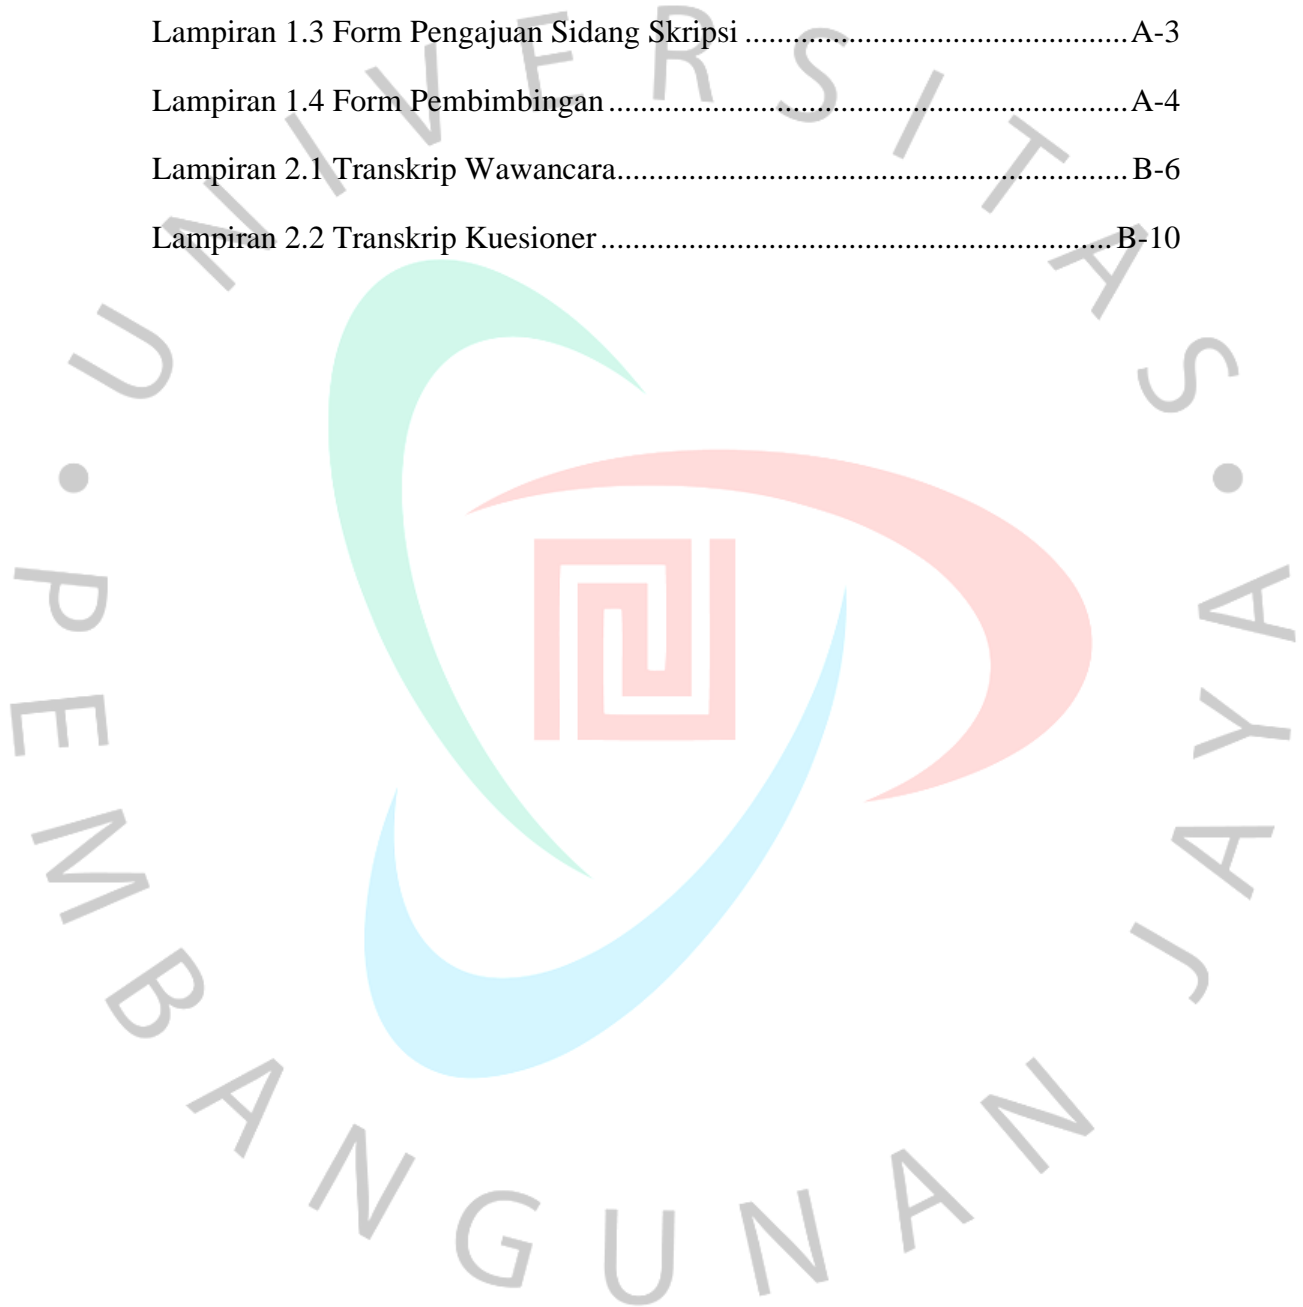 Lampiran 1.3 Form Pengajuan Sidang Skripsi ................................................ A-3
Lampiran 1.4 Form Pembimbingan ................................................................. A-4
Lampiran 2.1 Transkrip Wawancara................................................................ B-6
Lampiran 2.2 Transkrip Kuesioner ................................................................ B-10
UNIVERSITAS • PEMBANGUNAN JAYA •